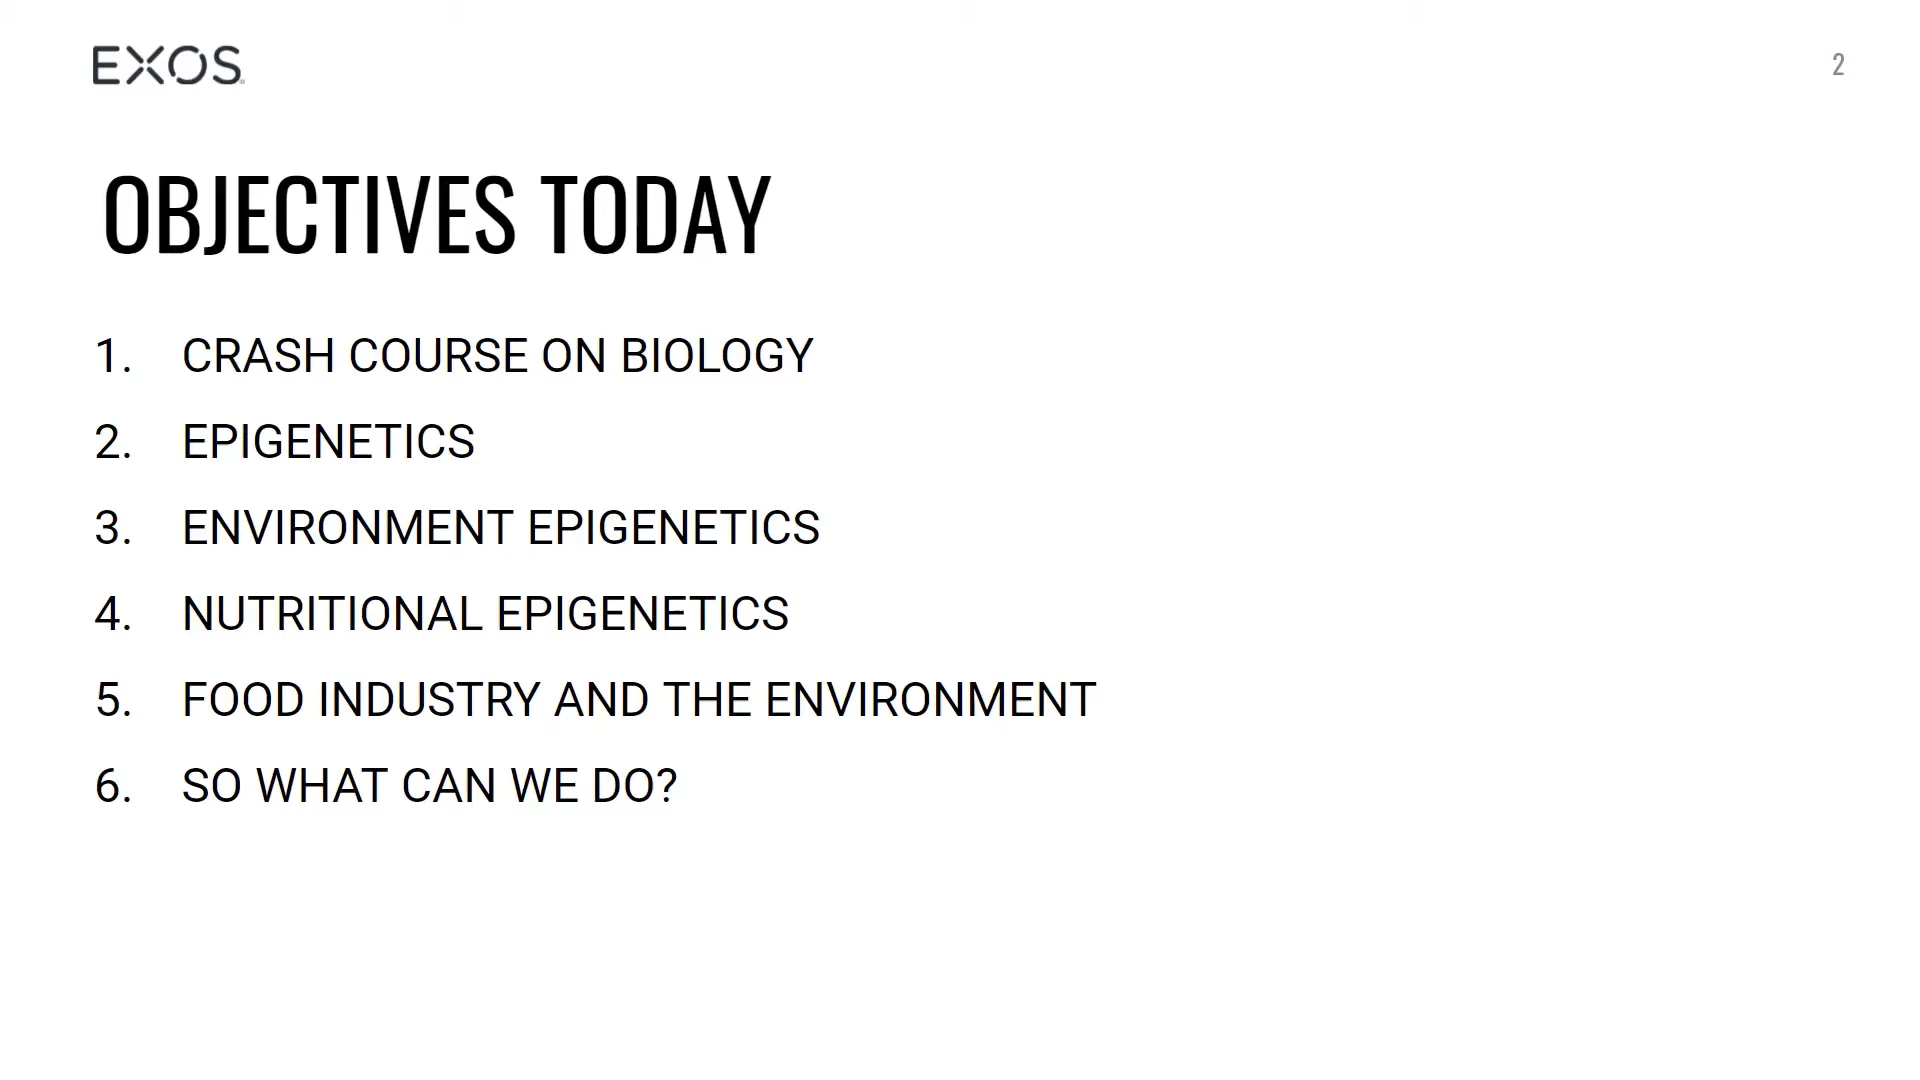 EXOS
2
OBJECTIVES TODAY
1. CRASH COURSE ON BIOLOGY
2. EPIGENETICS
3. ENVIRONMENT EPIGENETICS
4. NUTRITIONAL EPIGENETICS
5. FOOD INDUSTRY AND THE ENVIRONMENT
6. SO WHAT CAN WE DO?